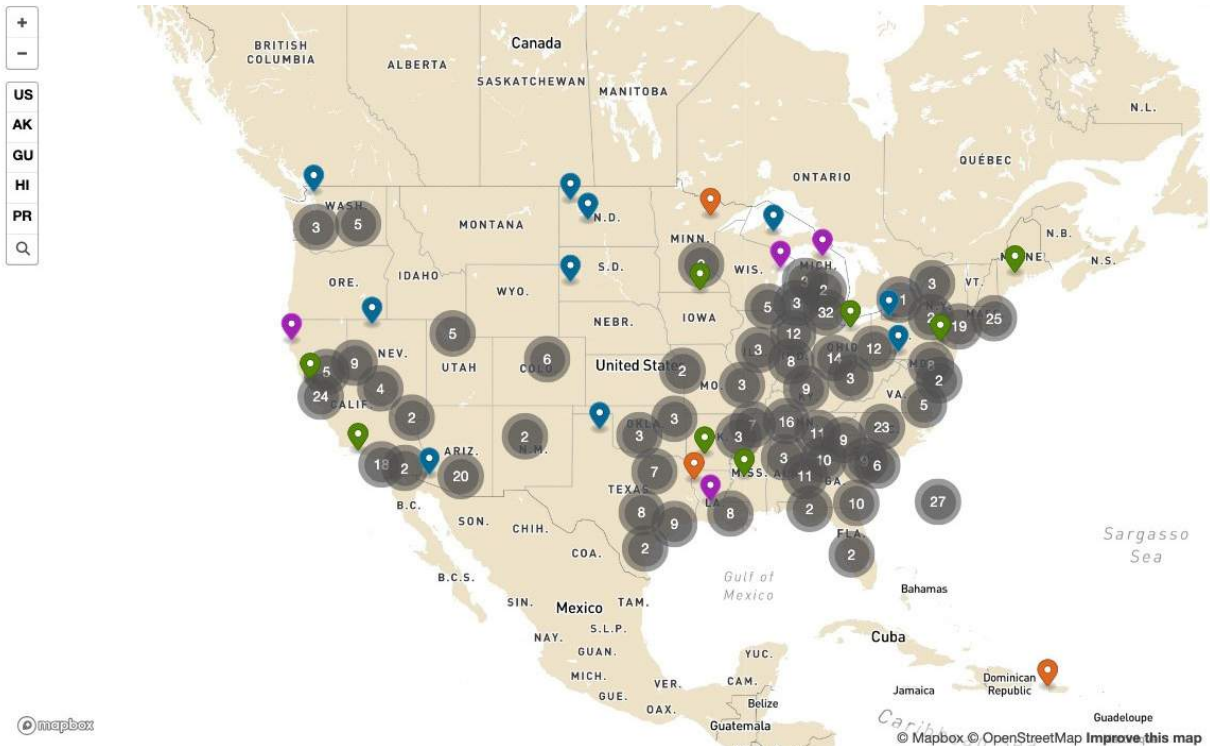 +
−
US
AK
GU
HI
PR
Canada
BRITISH
COLUMBIA
ALBERTA
SASKATCHEWAN
MANITOBA
ONTARIO
QUÉBEC
N.L.
N.B.
N.S.
WASH.
3
5
MONTANA
N.D.
MINN.
MICH.
VT.
ORE.
IDAHO
S.D.
WIS.
WYO.
3
2
3
32
5
25
19
NEBR.
IOWA
12
5
NEV.
UTAH
6
United
2
MO.
3
8
14
OHIO
12
3
9
3
8
2
VA.
5
5
9
24
CALIF.
4
2
18
2
ARIZ.
20
2
N.M.
OKLA.
3
3
3
7
16
11
9
23
MISS.
3
10
6
11
GA.
TEXAS
7
8
9
2
LA.
8
2
10
27
FLA.
2
B.C.
SON.
CHIH.
COA.
B.C.S.
Gulf of
Mexico
Sargasso
Sea
Bahamas
SIN.
Mexico
TAM.
S.L.P.
NAY.
GUAN.
MICH.
GUE.
VER.
OAX.
YUC.
CAM.
Cuba
Jamaica
Dominican
Republic
Belize
Guatemala
Guadeloupe
mapbox
© Mapbox © OpenStreetMap Improve this map